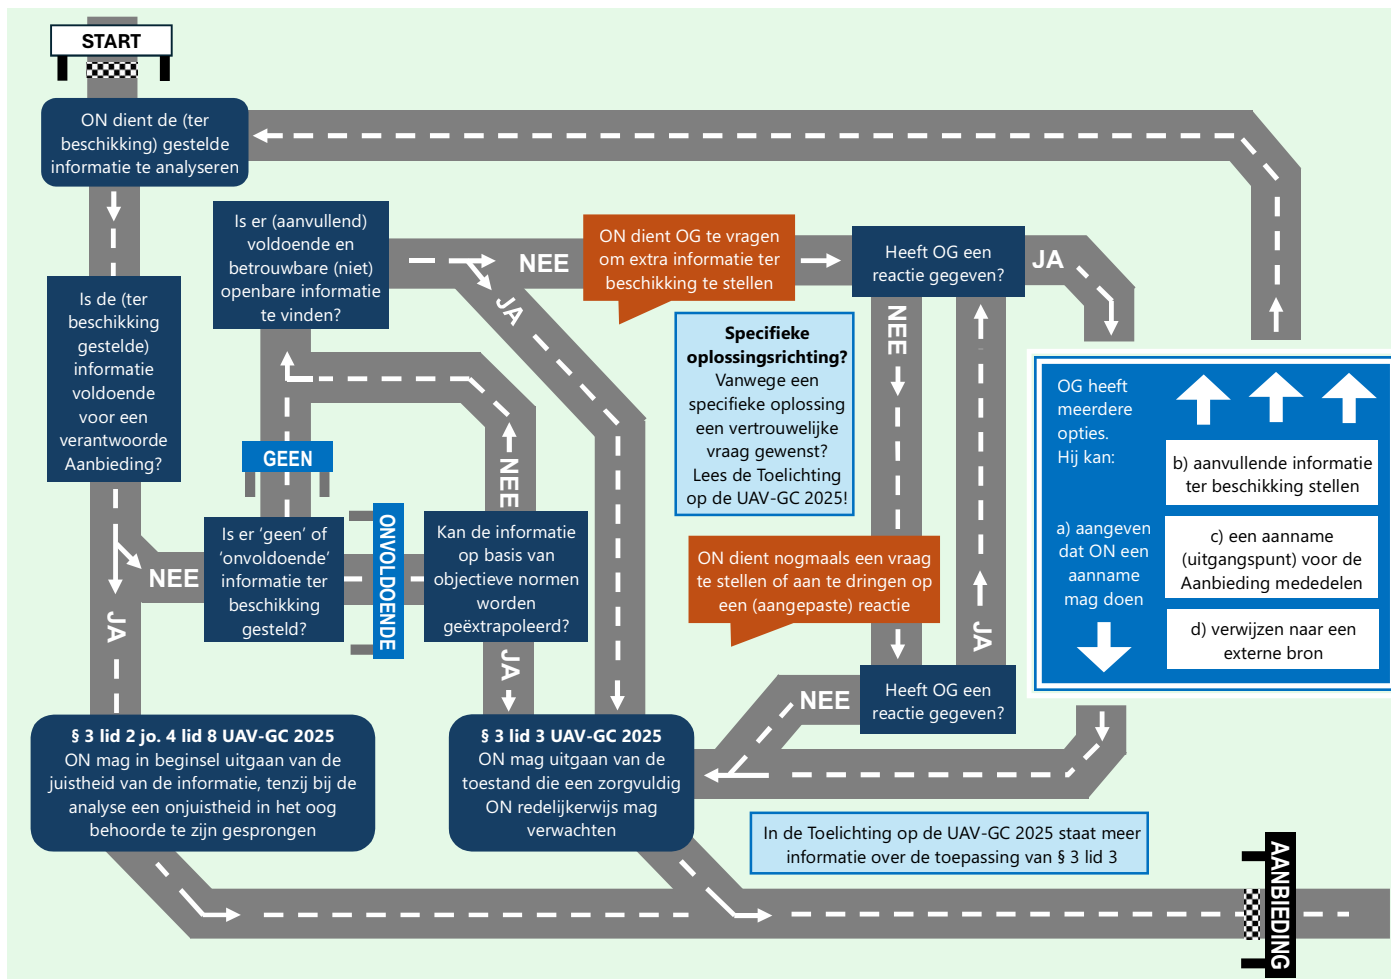 START
ON dient de (ter
beschikking) gestelde
informatie te analyseren
Is de (ter
beschikking
gestelde)
informatie
voldoende
voor een
verantwoorde
Aanbieding?
JA
NEE
Is er (aanvullend)
voldoende en
betrouwbare (niet)
openbare informatie
te vinden?
GEEN
Is er ‘geen’ of
‘onvoldoende’
informatie ter
beschikking
gesteld?
ONVOLDOENDE
Kan de informatie
op basis van
objectieve normen
worden
geëxtrapoleerd?
NEE
JA
NEE
JA
ON dient OG te vragen
om extra informatie ter
beschikking te stellen
Heeft OG een
reactie gegeven?
JA
NEE
Specifieke
oplossingsrichting?
Vanwege een
specifieke oplossing
een vertrouwelijke
vraag gewenst?
Lees de Toelichting
op de UAV-GC 2025!
ON dient nogmaals een vraag
te stellen of aan te dringen op
een (aangepaste) reactie
JA
NEE
Heeft OG een
reactie gegeven?
OG heeft
meerdere
opties.
Hij kan:
a) aangeven
dat ON een
aanname
mag doen
b) aanvullende informatie
ter beschikking stellen
c) een aanname
(uitgangspunt) voor de
Aanbieding mededelen
d) verwijzen naar een
externe bron
§ 3 lid 2 jo. 4 lid 8 UAV-GC 2025
ON mag in beginsel uitgaan van de
juistheid van de informatie, tenzij bij de
analyse een onjuistheid in het oog
behoorde te zijn gesprongen
§ 3 lid 3 UAV-GC 2025
ON mag uitgaan van de
toestand die een zorgvuldig
ON redelijkerwijs mag
verwachten
In de Toelichting op de UAV-GC 2025 staat meer
informatie over de toepassing van § 3 lid 3
AANBIEDING